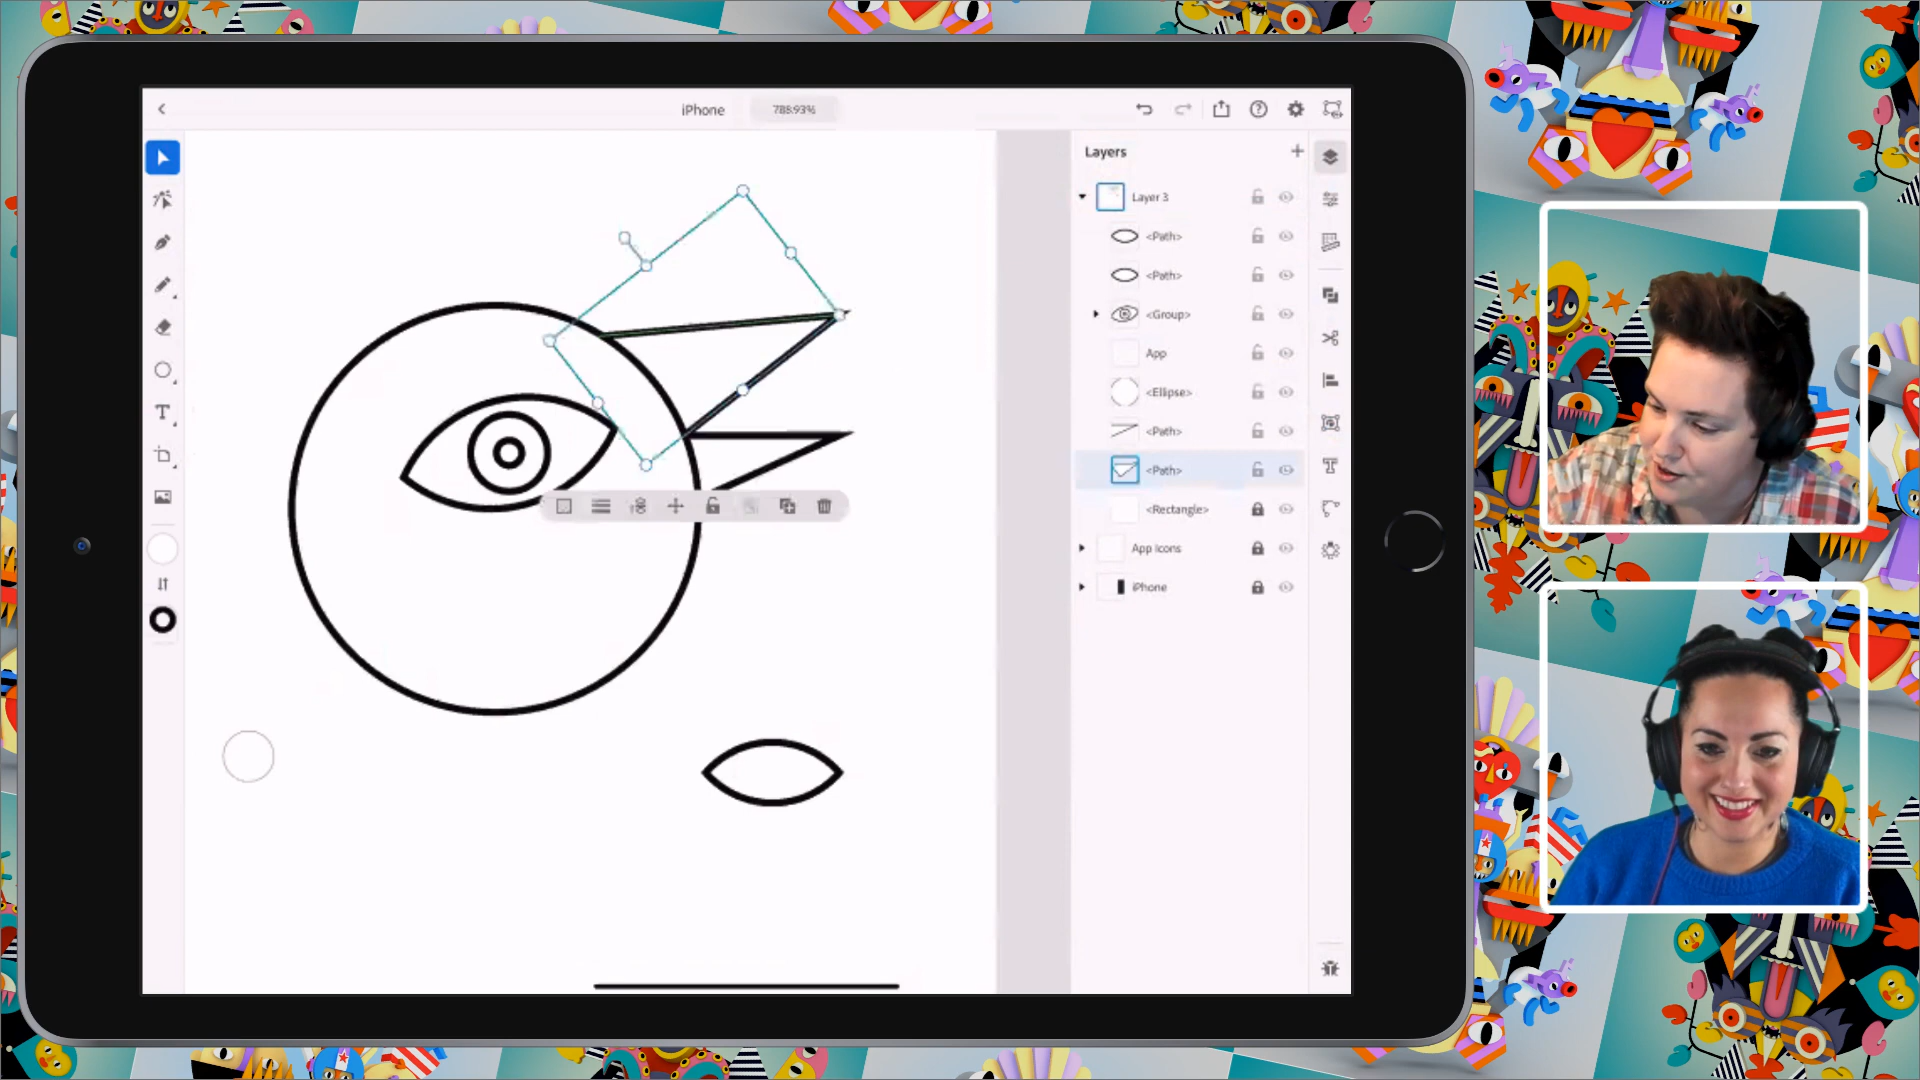 iPhone
788.93%
Layers
Layer 3
<Path>
<Path>
<Group>
App
<Ellipse>
<Path>
<Path>
<Rectangle>
App Icons
iPhone